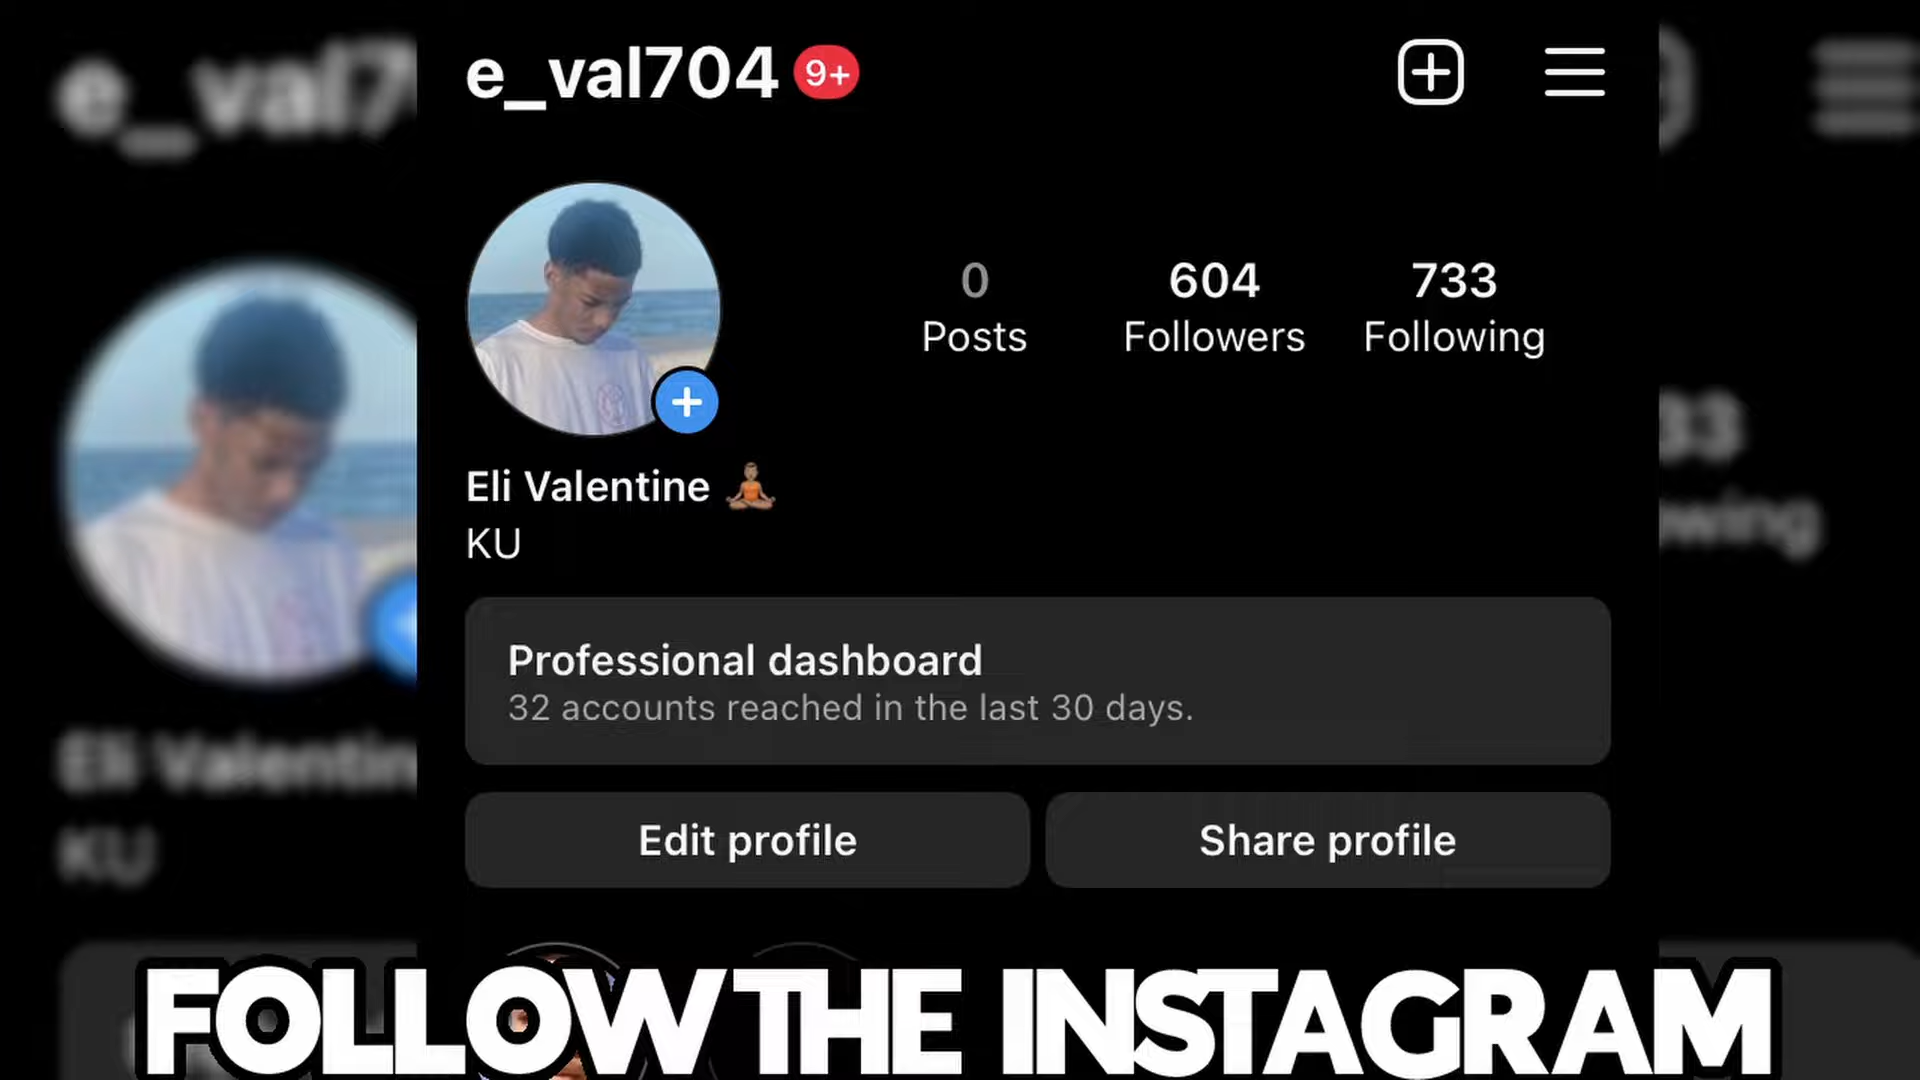 e_val704 9+
0 604 733
Posts Followers Following
Eli Valentine
KU
Professional dashboard
32 accounts reached in the last 30 days.
Edit profile Share profile
FOLLOW THE INSTAGRAM